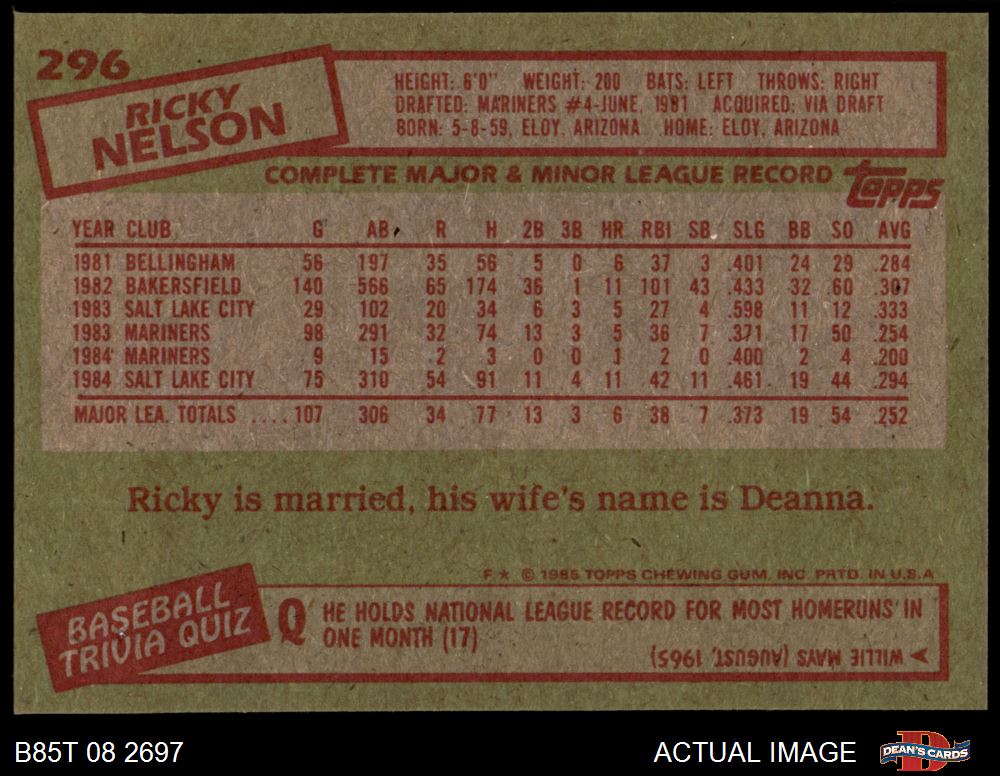 296
RICKY
NELSON
HEIGHT: 6'0" WEIGHT: 200 BATS: LEFT THROWS: RIGHT
DRAFTED: MARINERS #4-JUNE, 1981 ACQUIRED: VIA DRAFT
BORN: 5-8-59, ELOY, ARIZONA HOME: ELOY, ARIZONA
COMPLETE MAJOR & MINOR LEAGUE RECORD
topps
YEAR CLUB G AB R H 2B 3B HR RBI SB SLG BB SO AVG
1981 BELLINGHAM 56 197 35 56 5 0 6 37 3 .401 24 29 .284
1982 BAKERSFIELD 140 566 65 174 36 1 11 101 43 .433 32 60 .307
1983 SALT LAKE CITY 29 102 20 34 6 3 5 27 4 .598 11 12 .333
1983 MARINERS 98 291 32 74 13 3 5 36 7 .371 17 50 .254
1984 MARINERS 9 15 2 3 0 0 1 2 0 .400 2 4 .200
1984 SALT LAKE CITY 75 310 54 91 11 4 11 42 11 .461 19 44 .294
MAJOR LEA. TOTALS .... 107 306 34 77 13 3 6 38 7 .373 19 54 .252
Ricky is married, his wife's name is Deanna.
F ★ © 1985 TOPPS CHEWING GUM, INC. PRTD. IN U.S.A
BASEBALL
TRIVIA QUIZ
Q HE HOLDS NATIONAL LEAGUE RECORD FOR MOST HOMERUNS IN
ONE MONTH (17)
WILLIE MAYS (AUGUST, 1965)
B85T 08 2697
ACTUAL IMAGE
D
DEAN'S CARDS